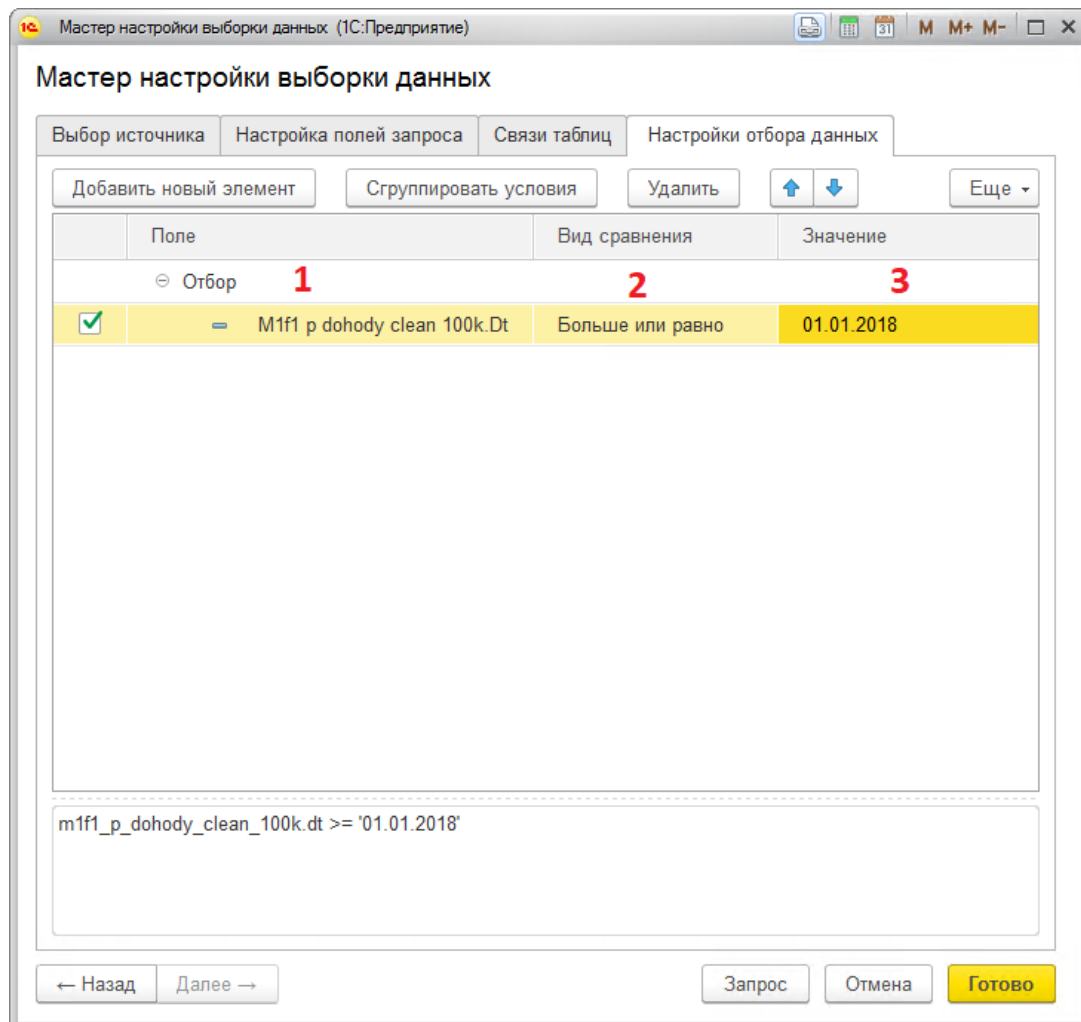 1С Мастер настройки выборки данных (1С:Предприятие) 31 M M+ M-
Мастер настройки выборки данных
Выбор источника Настройка полей запроса Связи таблиц Настройки отбора данных
Добавить новый элемент Сгруппировать условия Удалить Еще
Поле Вид сравнения Значение
Отбор 1 2 3
M1f1 p dohody clean 100k.Dt Больше или равно 01.01.2018
m1f1_p_dohody_clean_100k.dt >= '01.01.2018'
← Назад Далее → Запрос Отмена Готово